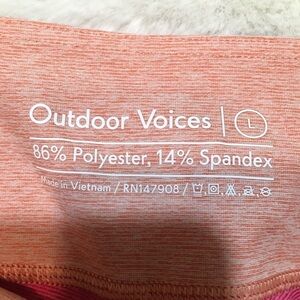 Outdoor Voices | L
86% Polyester, 14% Spandex
Made in Vietnam / RN147908 /